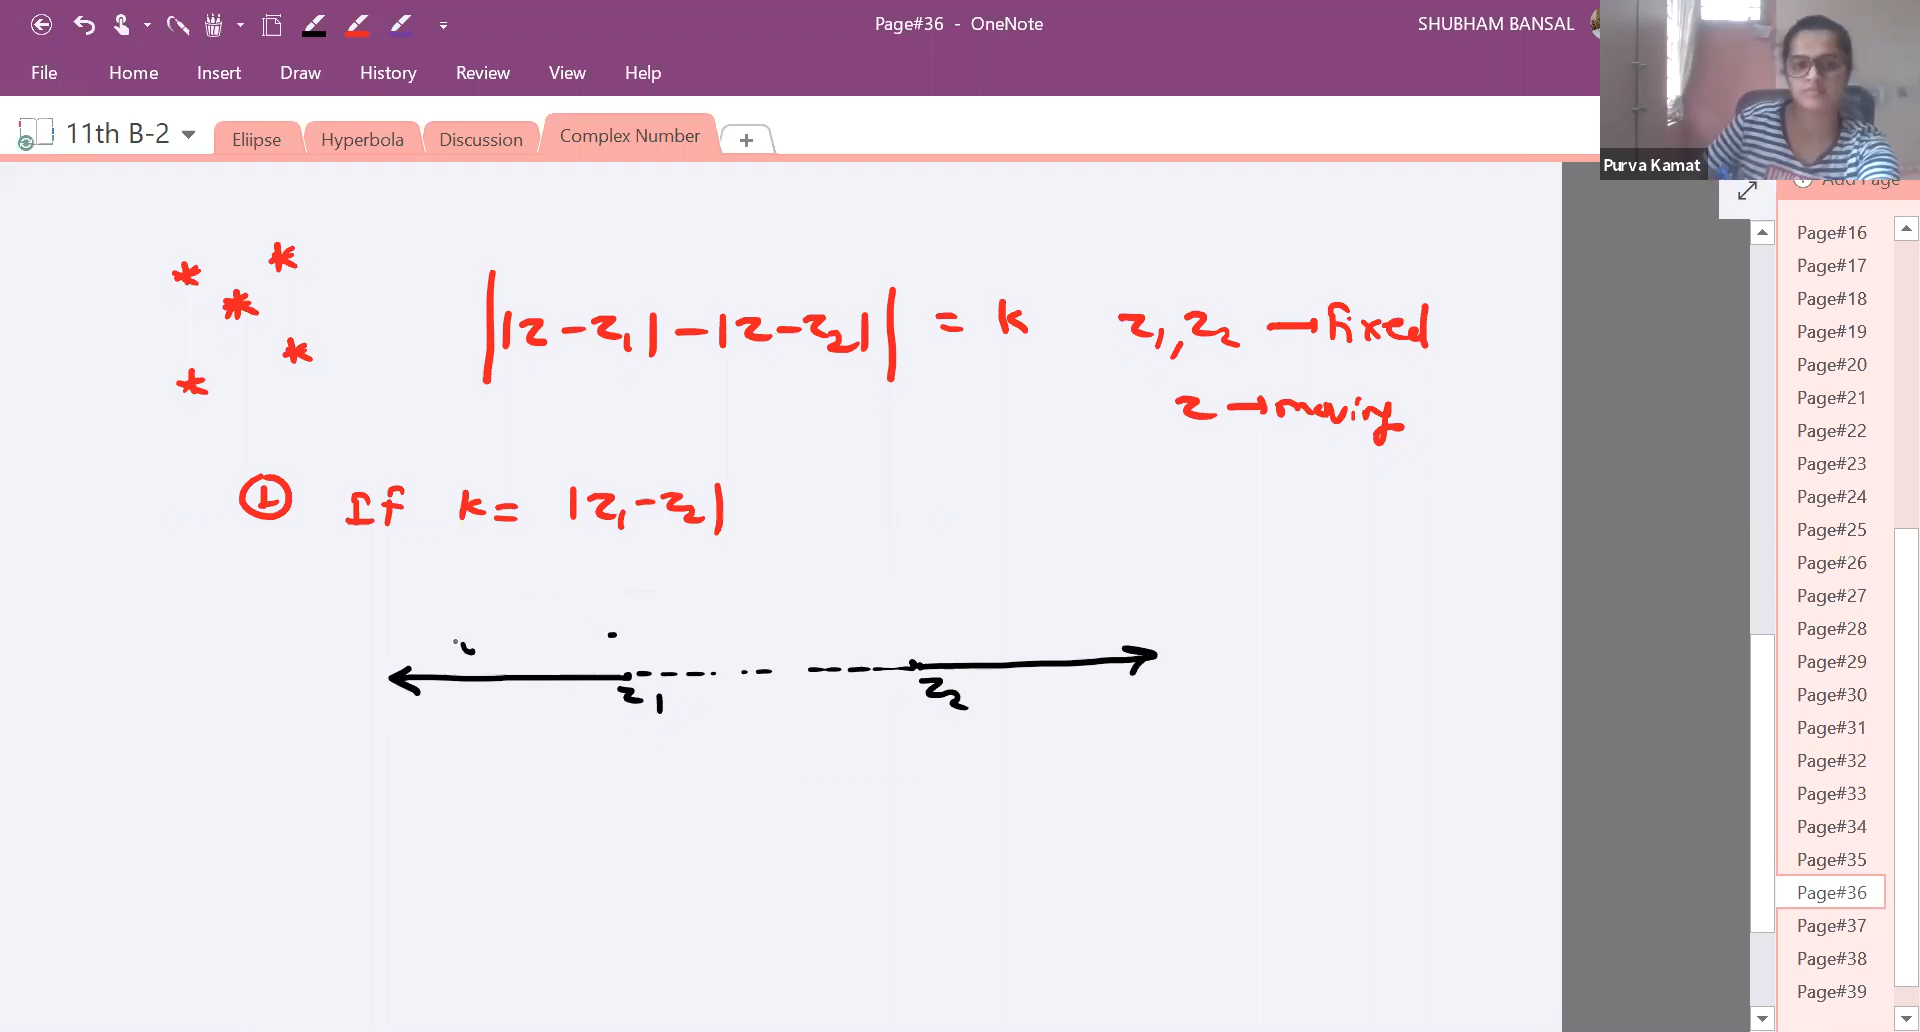 Page#36 - OneNote
SHUBHAM BANSAL
File Home Insert Draw History Review View Help
11th B-2
Eliipse
Hyperbola
Discussion
Complex Number
Purva Kamat
Add Page
||z-z₁|-|z-z₂|| = k z₁,z₂ → Fixed
z → moving
① If k = |z₁-z₂|
z₁ z₂
Page#16
Page#17
Page#18
Page#19
Page#20
Page#21
Page#22
Page#23
Page#24
Page#25
Page#26
Page#27
Page#28
Page#29
Page#30
Page#31
Page#32
Page#33
Page#34
Page#35
Page#36
Page#37
Page#38
Page#39